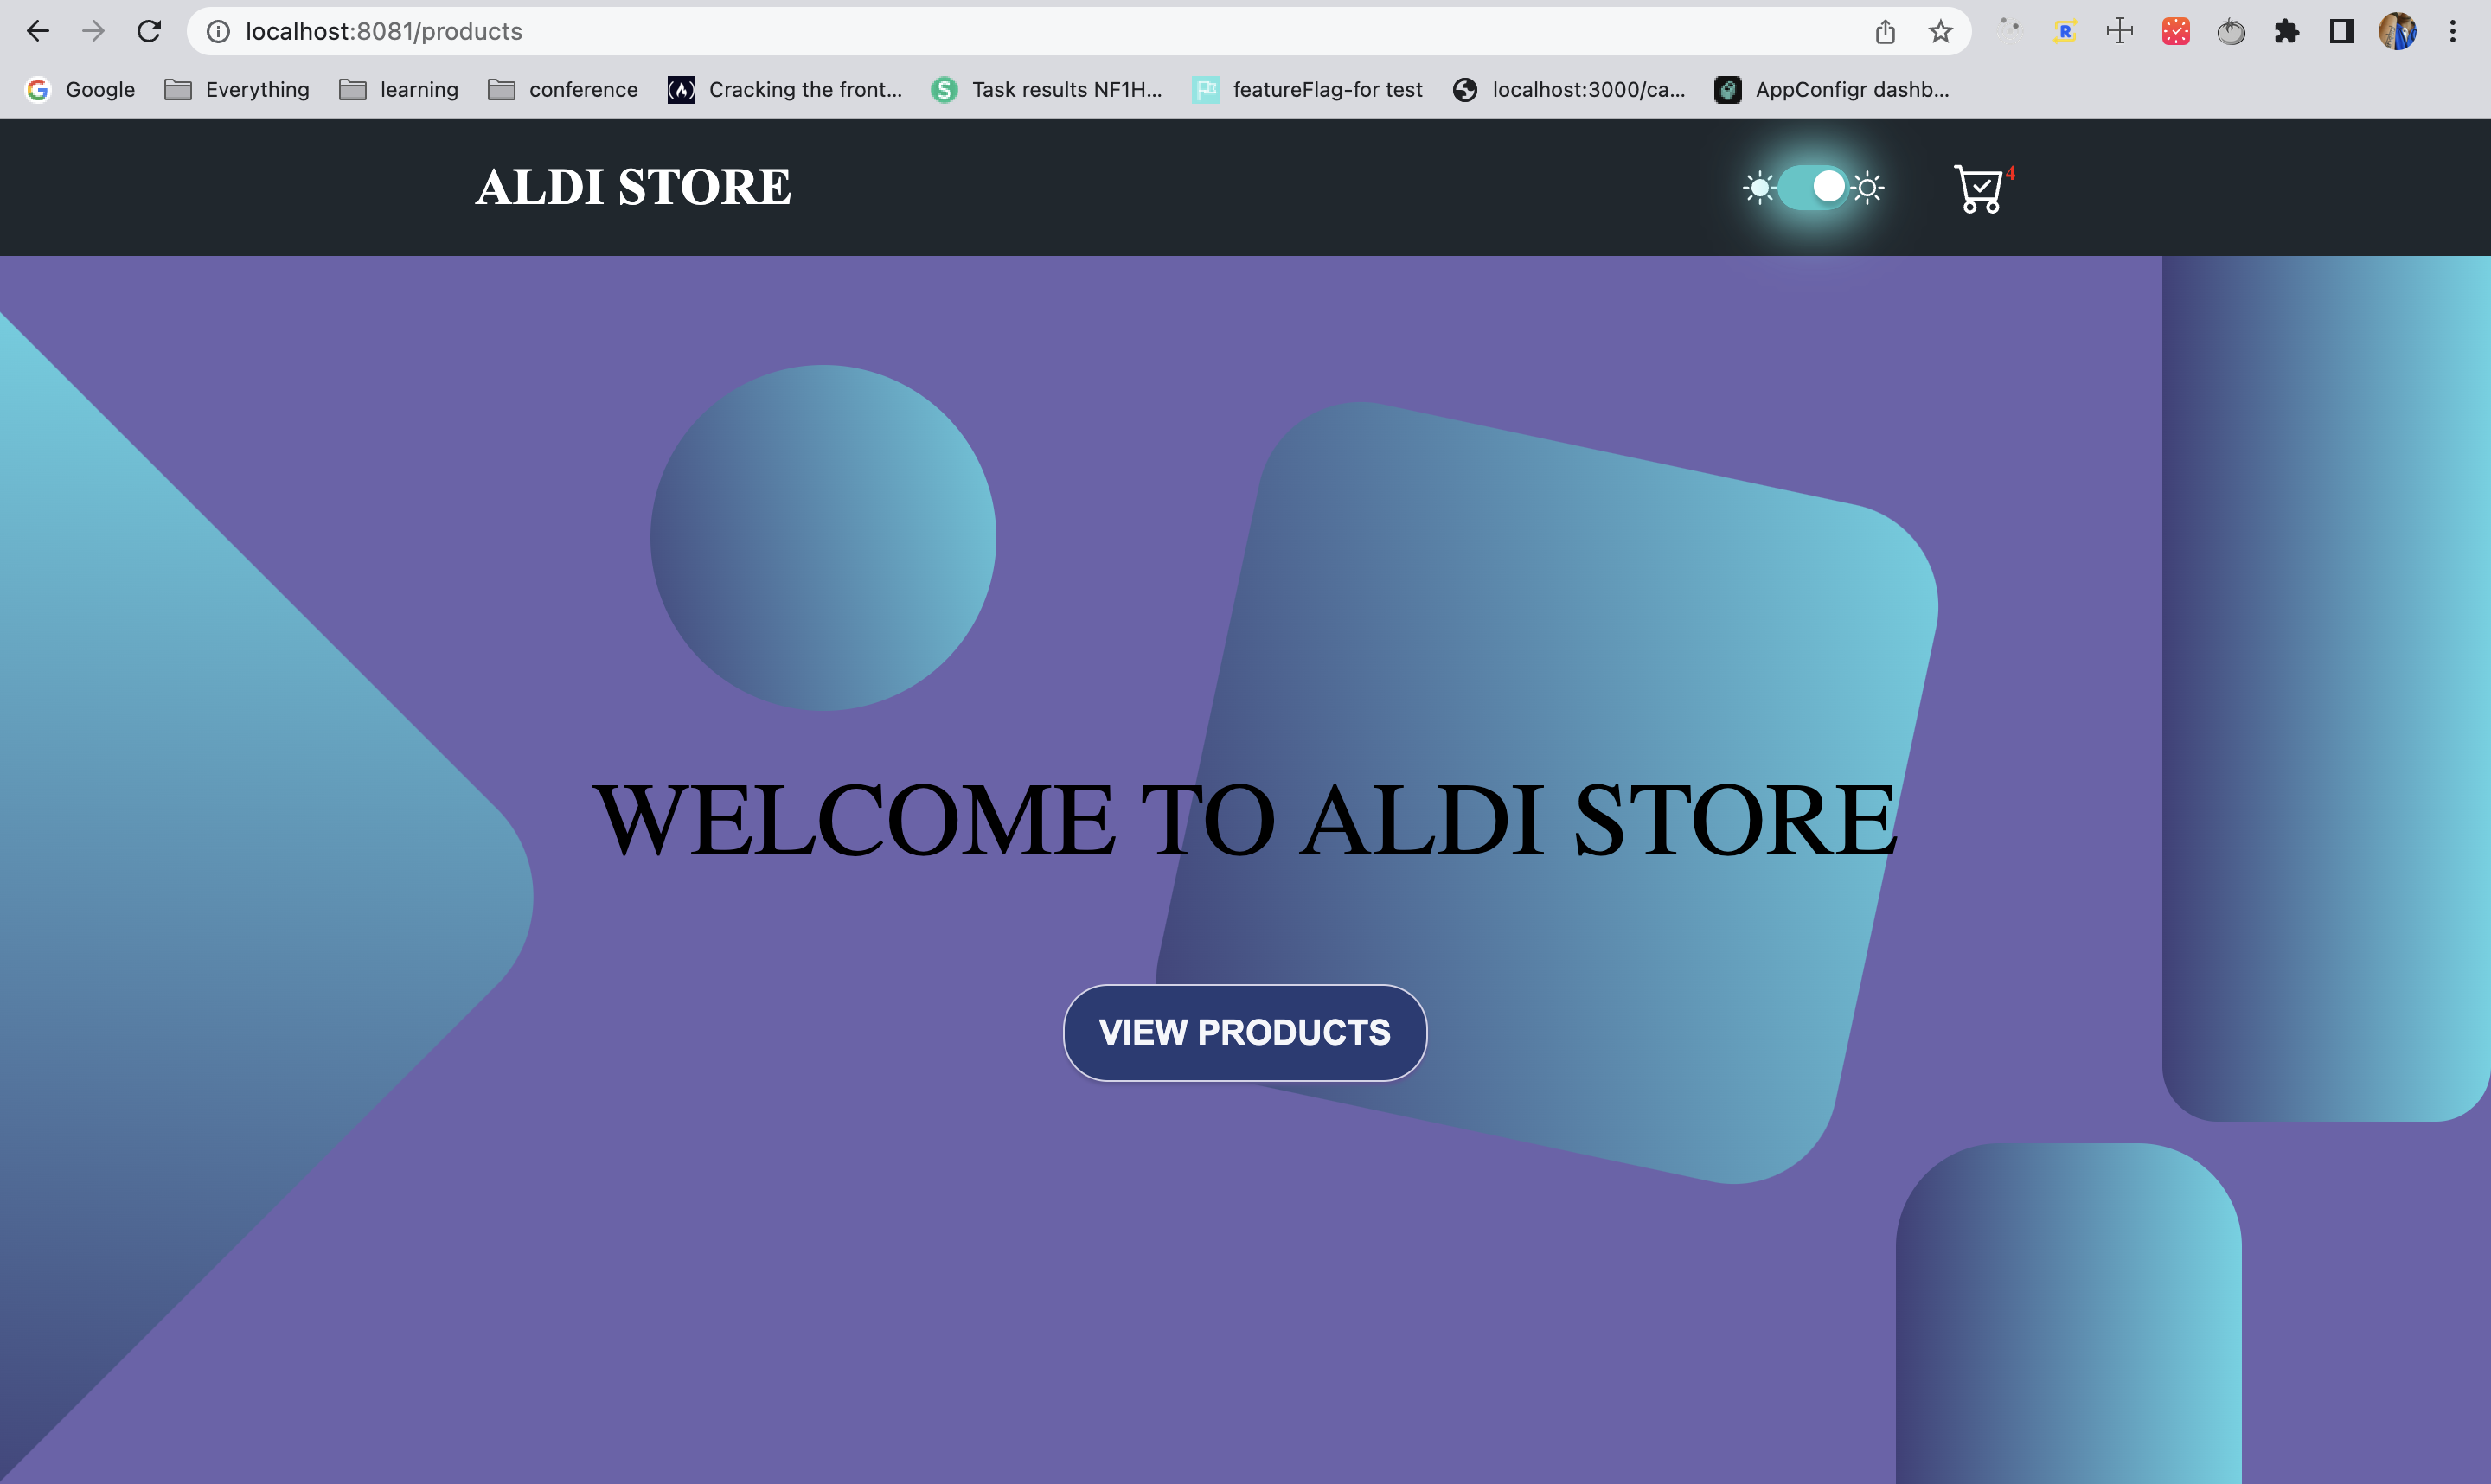 localhost:8081/products
Google Everything learning conference Cracking the front... Task results NF1H... featureFlag-for test localhost:3000/ca... AppConfigr dashb...
ALDI STORE 4
WELCOME TO ALDI STORE
VIEW PRODUCTS